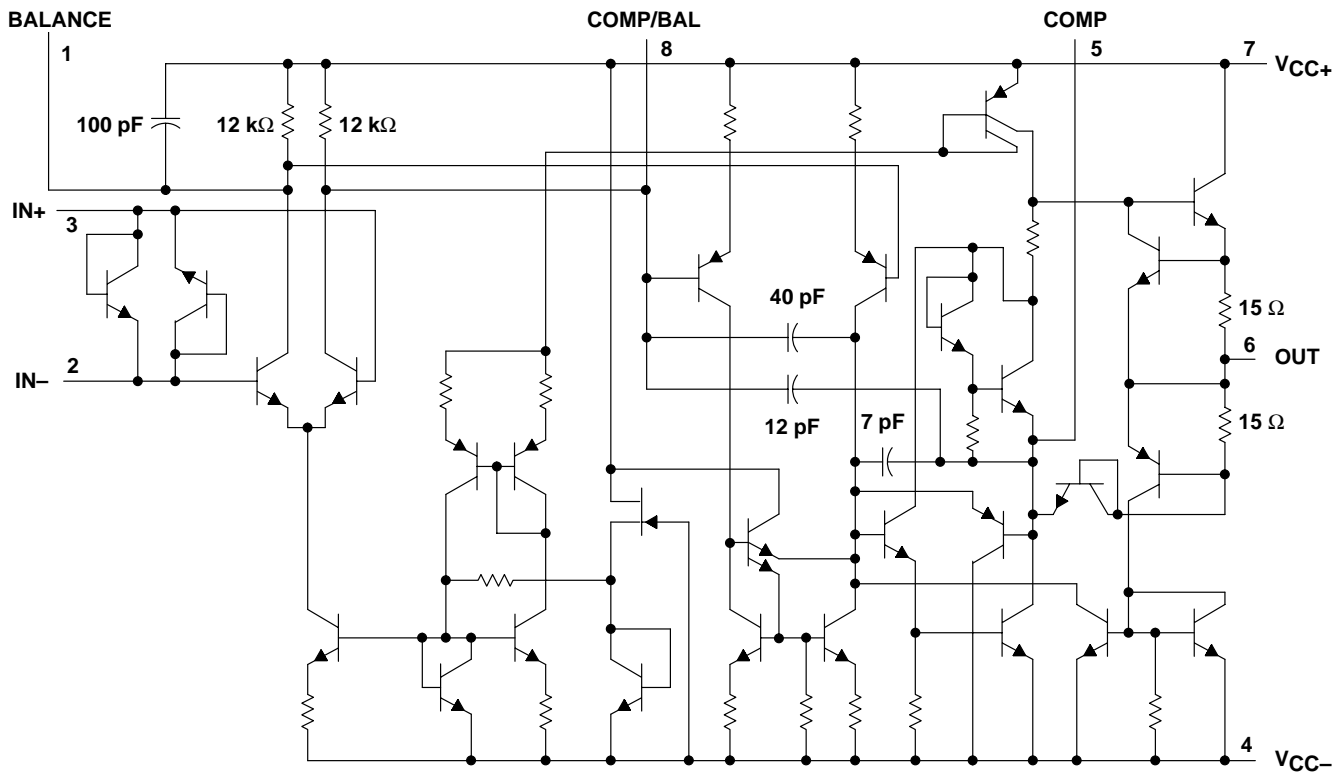 BALANCE
COMP/BAL
COMP
1
8
5
7
VCC+
100 pF
12 kΩ
12 kΩ
IN+
3
40 pF
15 Ω
6
OUT
2
IN–
12 pF
7 pF
15 Ω
4
VCC–